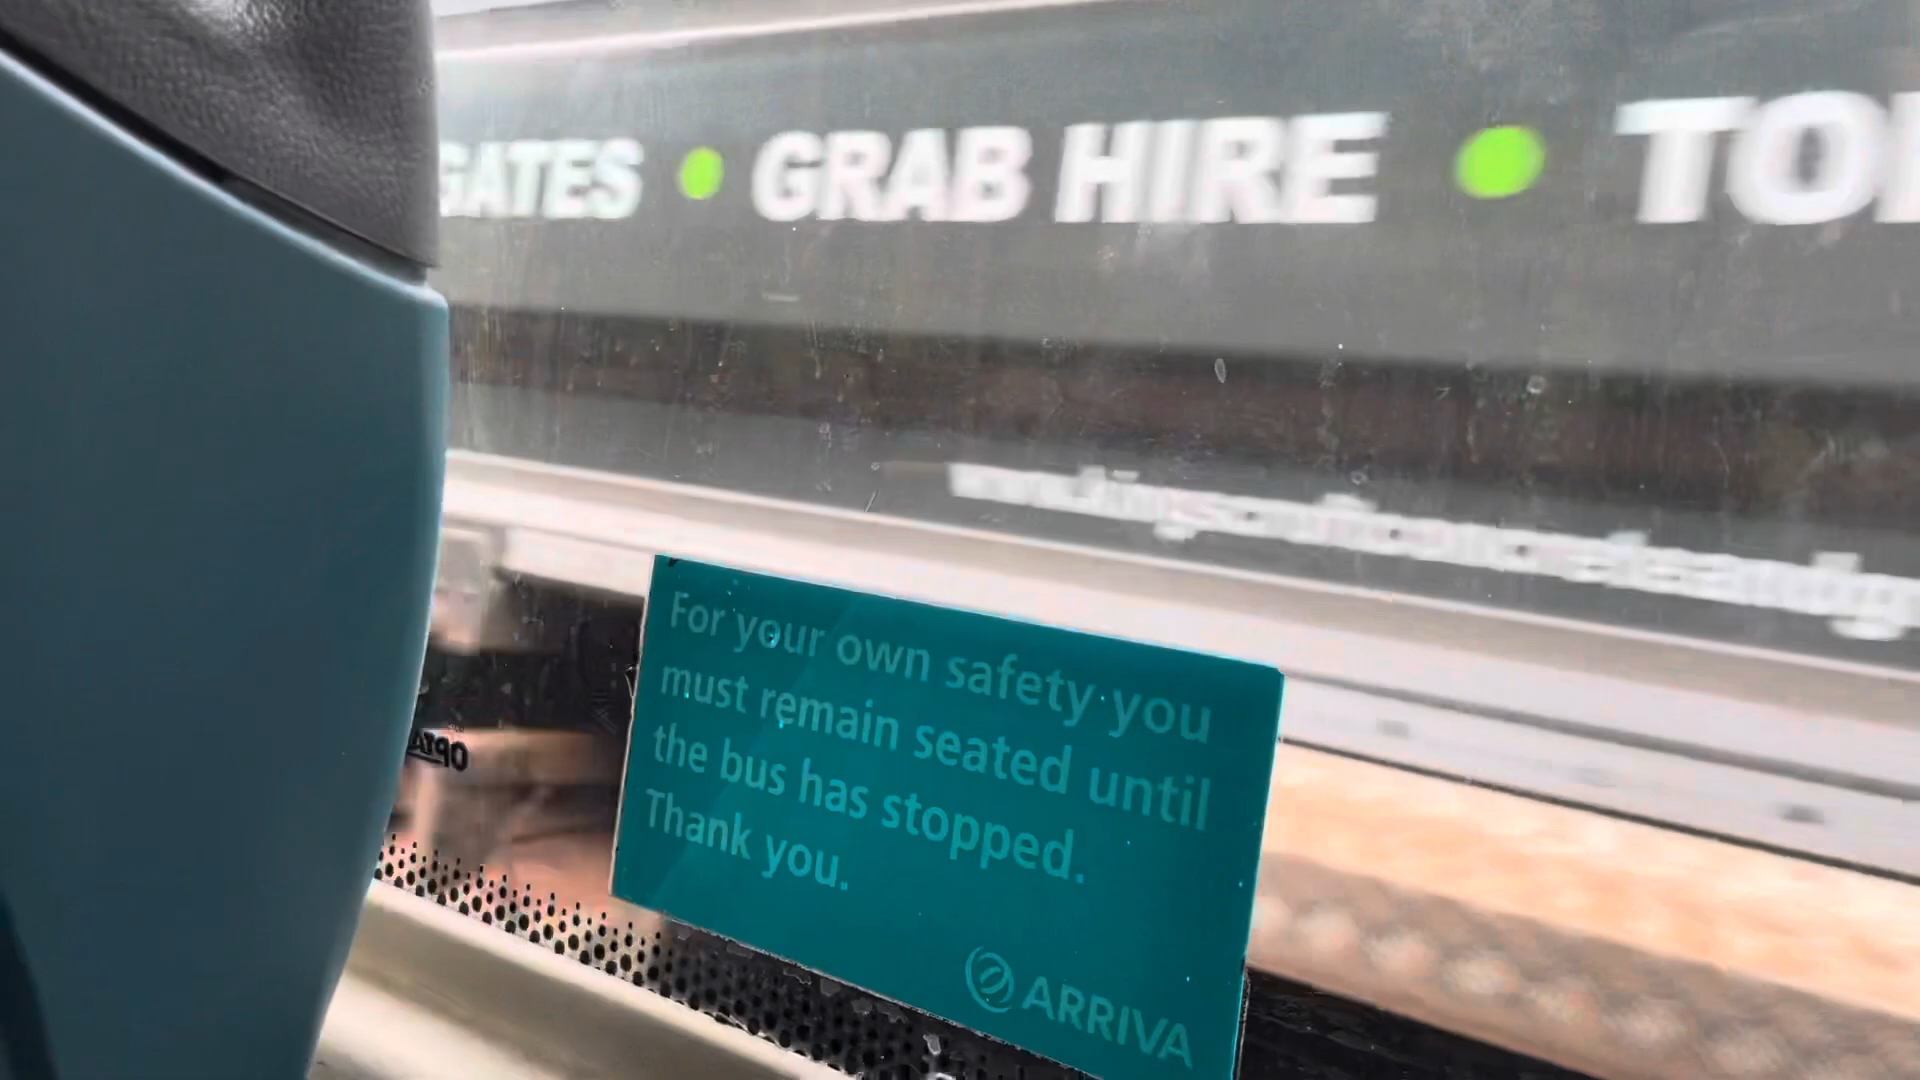 GATES • GRAB HIRE • TO
For your own safety you
must remain seated until
the bus has stopped.
Thank you.
ARRIVA